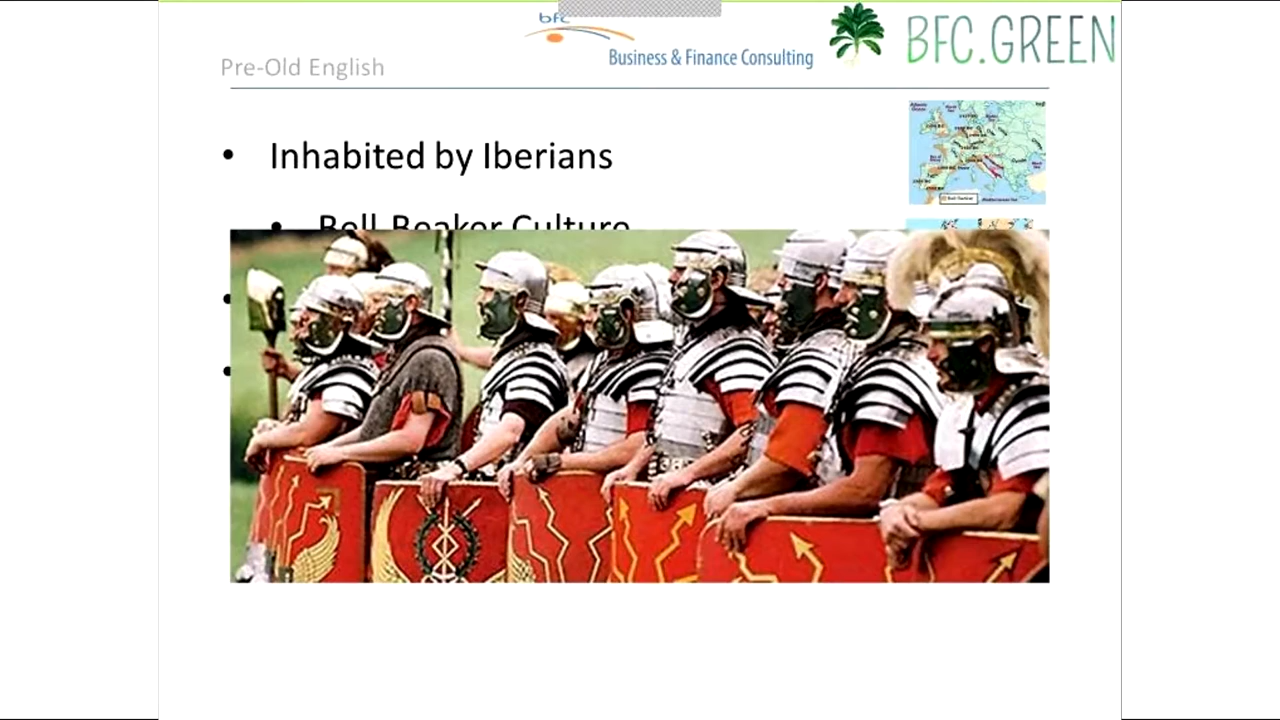 bfc
Business & Finance Consulting
BFC.GREEN
Pre-Old English
• Inhabited by Iberians
• Bell-Beaker Culture